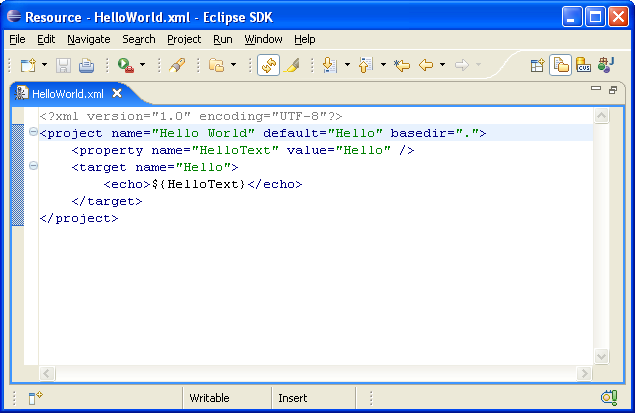 Resource - HelloWorld.xml - Eclipse SDK
File Edit Navigate Search Project Run Window Help
CUS
HelloWorld.xml
<?xml version="1.0" encoding="UTF-8"?>
<project name="Hello World" default="Hello" basedir=".">
    <property name="HelloText" value="Hello" />
    <target name="Hello">
        <echo>${HelloText}</echo>
    </target>
</project>
Writable Insert